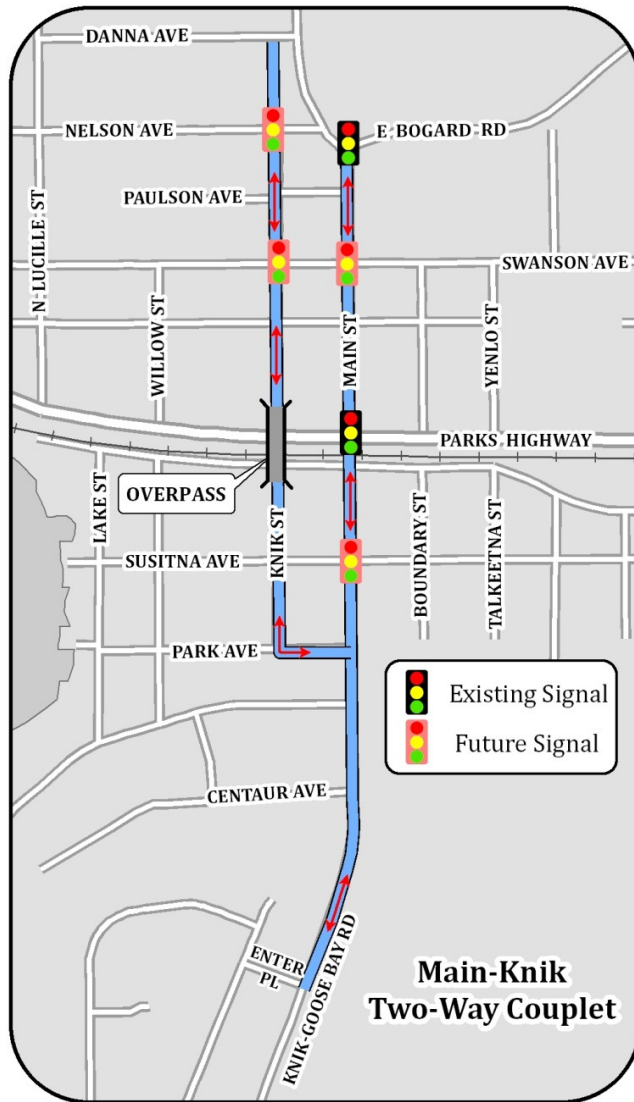 DANNA AVE
NELSON AVE
E BOGARD RD
PAULSON AVE
N LUCILLE ST
SWANSON AVE
WILLOW ST
MAIN ST
YENLO ST
PARKS HIGHWAY
OVERPASS
LAKE ST
KNIK ST
BOUNDARY ST
TALKEETNA ST
SUSITNA AVE
PARK AVE
Existing Signal
Future Signal
CENTAUR AVE
ENTER
PL
KNIK-GOOSE BAY RD
Main-Knik
Two-Way Couplet